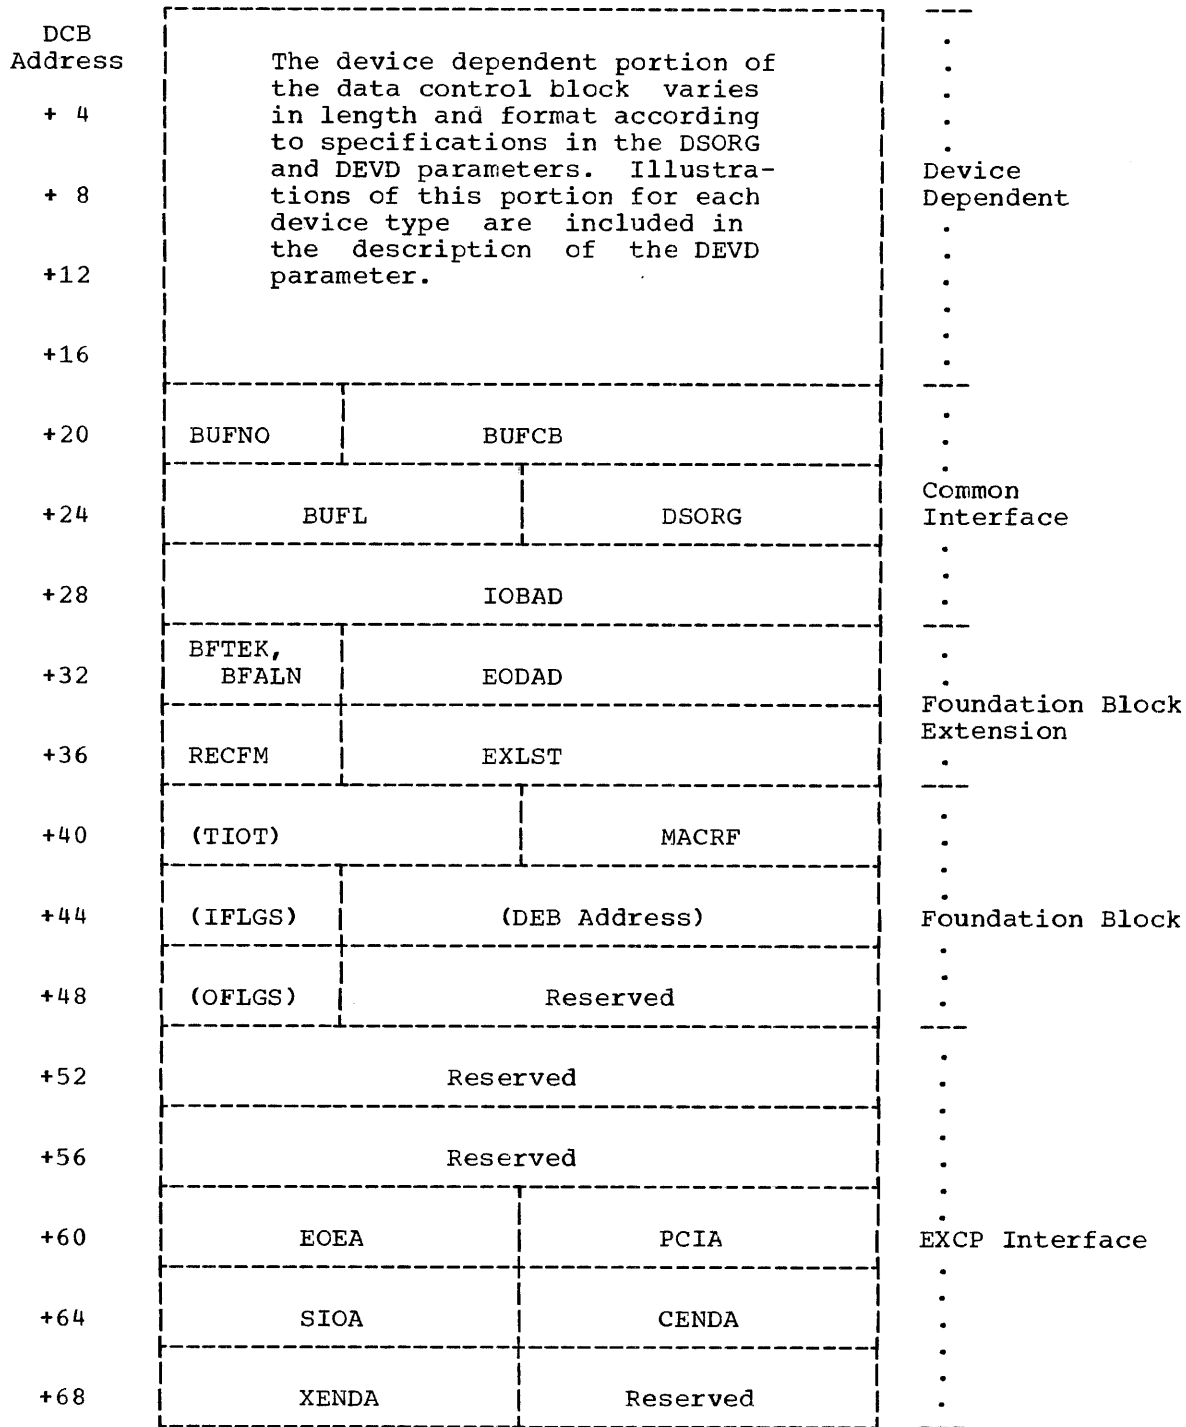 DCB
Address
The device dependent portion of
the data control block varies
in length and format according
to specifications in the DSORG
and DEVD parameters. Illustra-
tions of this portion for each
device type are included in
the description of the DEVD
parameter.
+ 4
+ 8
+12
+16
Device
Dependent
+20 BUFNO BUFCB
+24 BUFL DSORG
Common
Interface
+28 IOBAD
+32 BFTEK,
BFALN EODAD
Foundation Block
Extension
+36 RECFM EXLST
+40 (TIOT) MACRF
+44 (IFLGS) (DEB Address) Foundation Block
+48 (OFLGS) Reserved
+52 Reserved
+56 Reserved
+60 EOEA PCIA EXCP Interface
+64 SIOA CENDA
+68 XENDA Reserved